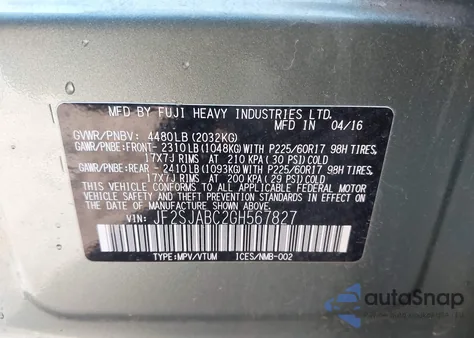 MFD BY FUJI HEAVY INDUSTRIES LTD.
GVWR/PNBV: 4480LB (2032KG) MFD IN 04/16
GAWR/PNBE:FRONT- 2310LB (1048KG) WITH P225/60R17 98H TIRES,
17X7J RIMS AT 210 KPA (30 PSI) COLD
GAWR/PNBE:REAR - 2410LB (1093KG) WITH P225/60R17 98H TIRES,
17X7J RIMS AT 200 KPA (29 PSI) COLD
THIS VEHICLE CONFORMS TO ALL APPLICABLE FEDERAL
MOTOR VEHICLE SAFETY AND THEFT PREVENTION STANDARDS
IN EFFECT ON THE DATE OF MANUFACTURE SHOWN ABOVE.
VIN: JF2SJABC2GH567827
TYPE:MPV/VTUM ICES/NMB-002
autoSnap